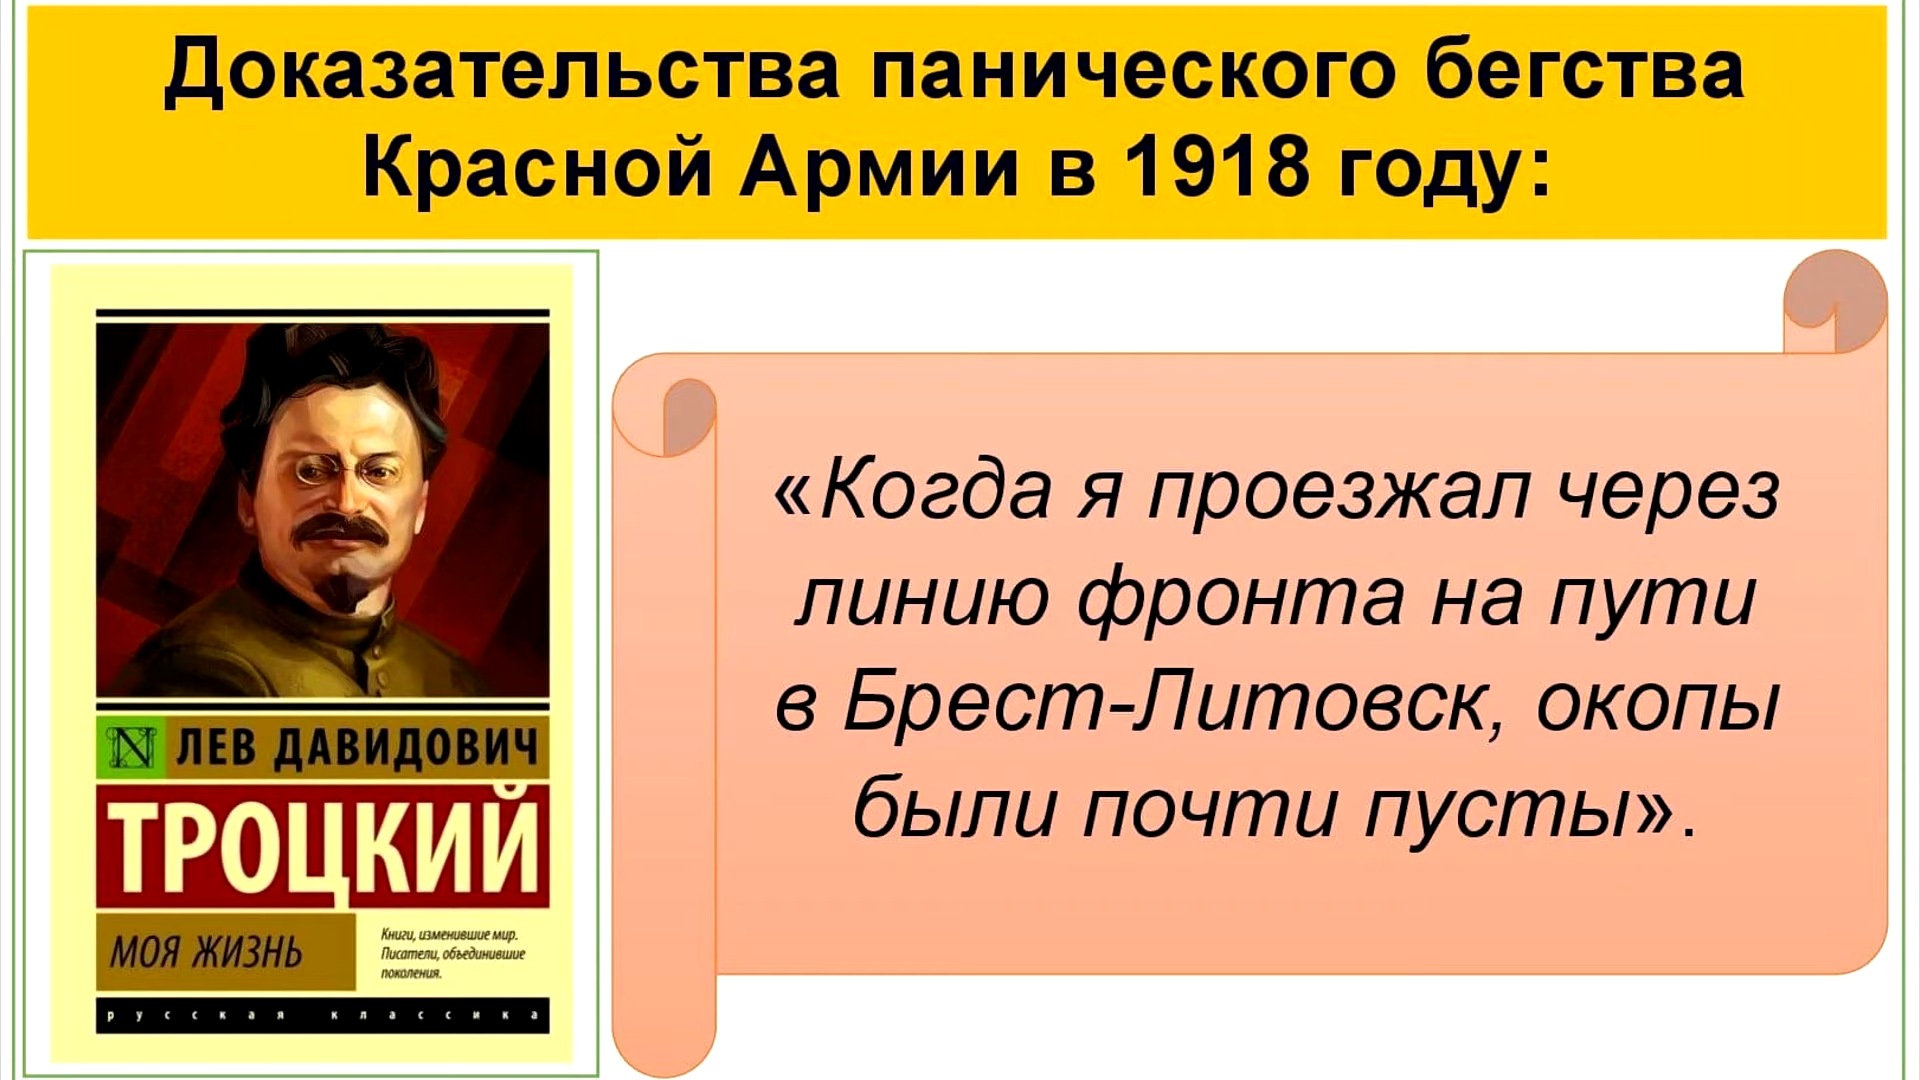 Доказательства панического бегства
Красной Армии в 1918 году:
N ЛЕВ ДАВИДОВИЧ
ТРОЦКИЙ
МОЯ ЖИЗНЬ
Книги, изменившие мир.
Писатели, объединившие
поколения.
русская классика
«Когда я проезжал через
линию фронта на пути
в Брест-Литовск, окопы
были почти пусты».